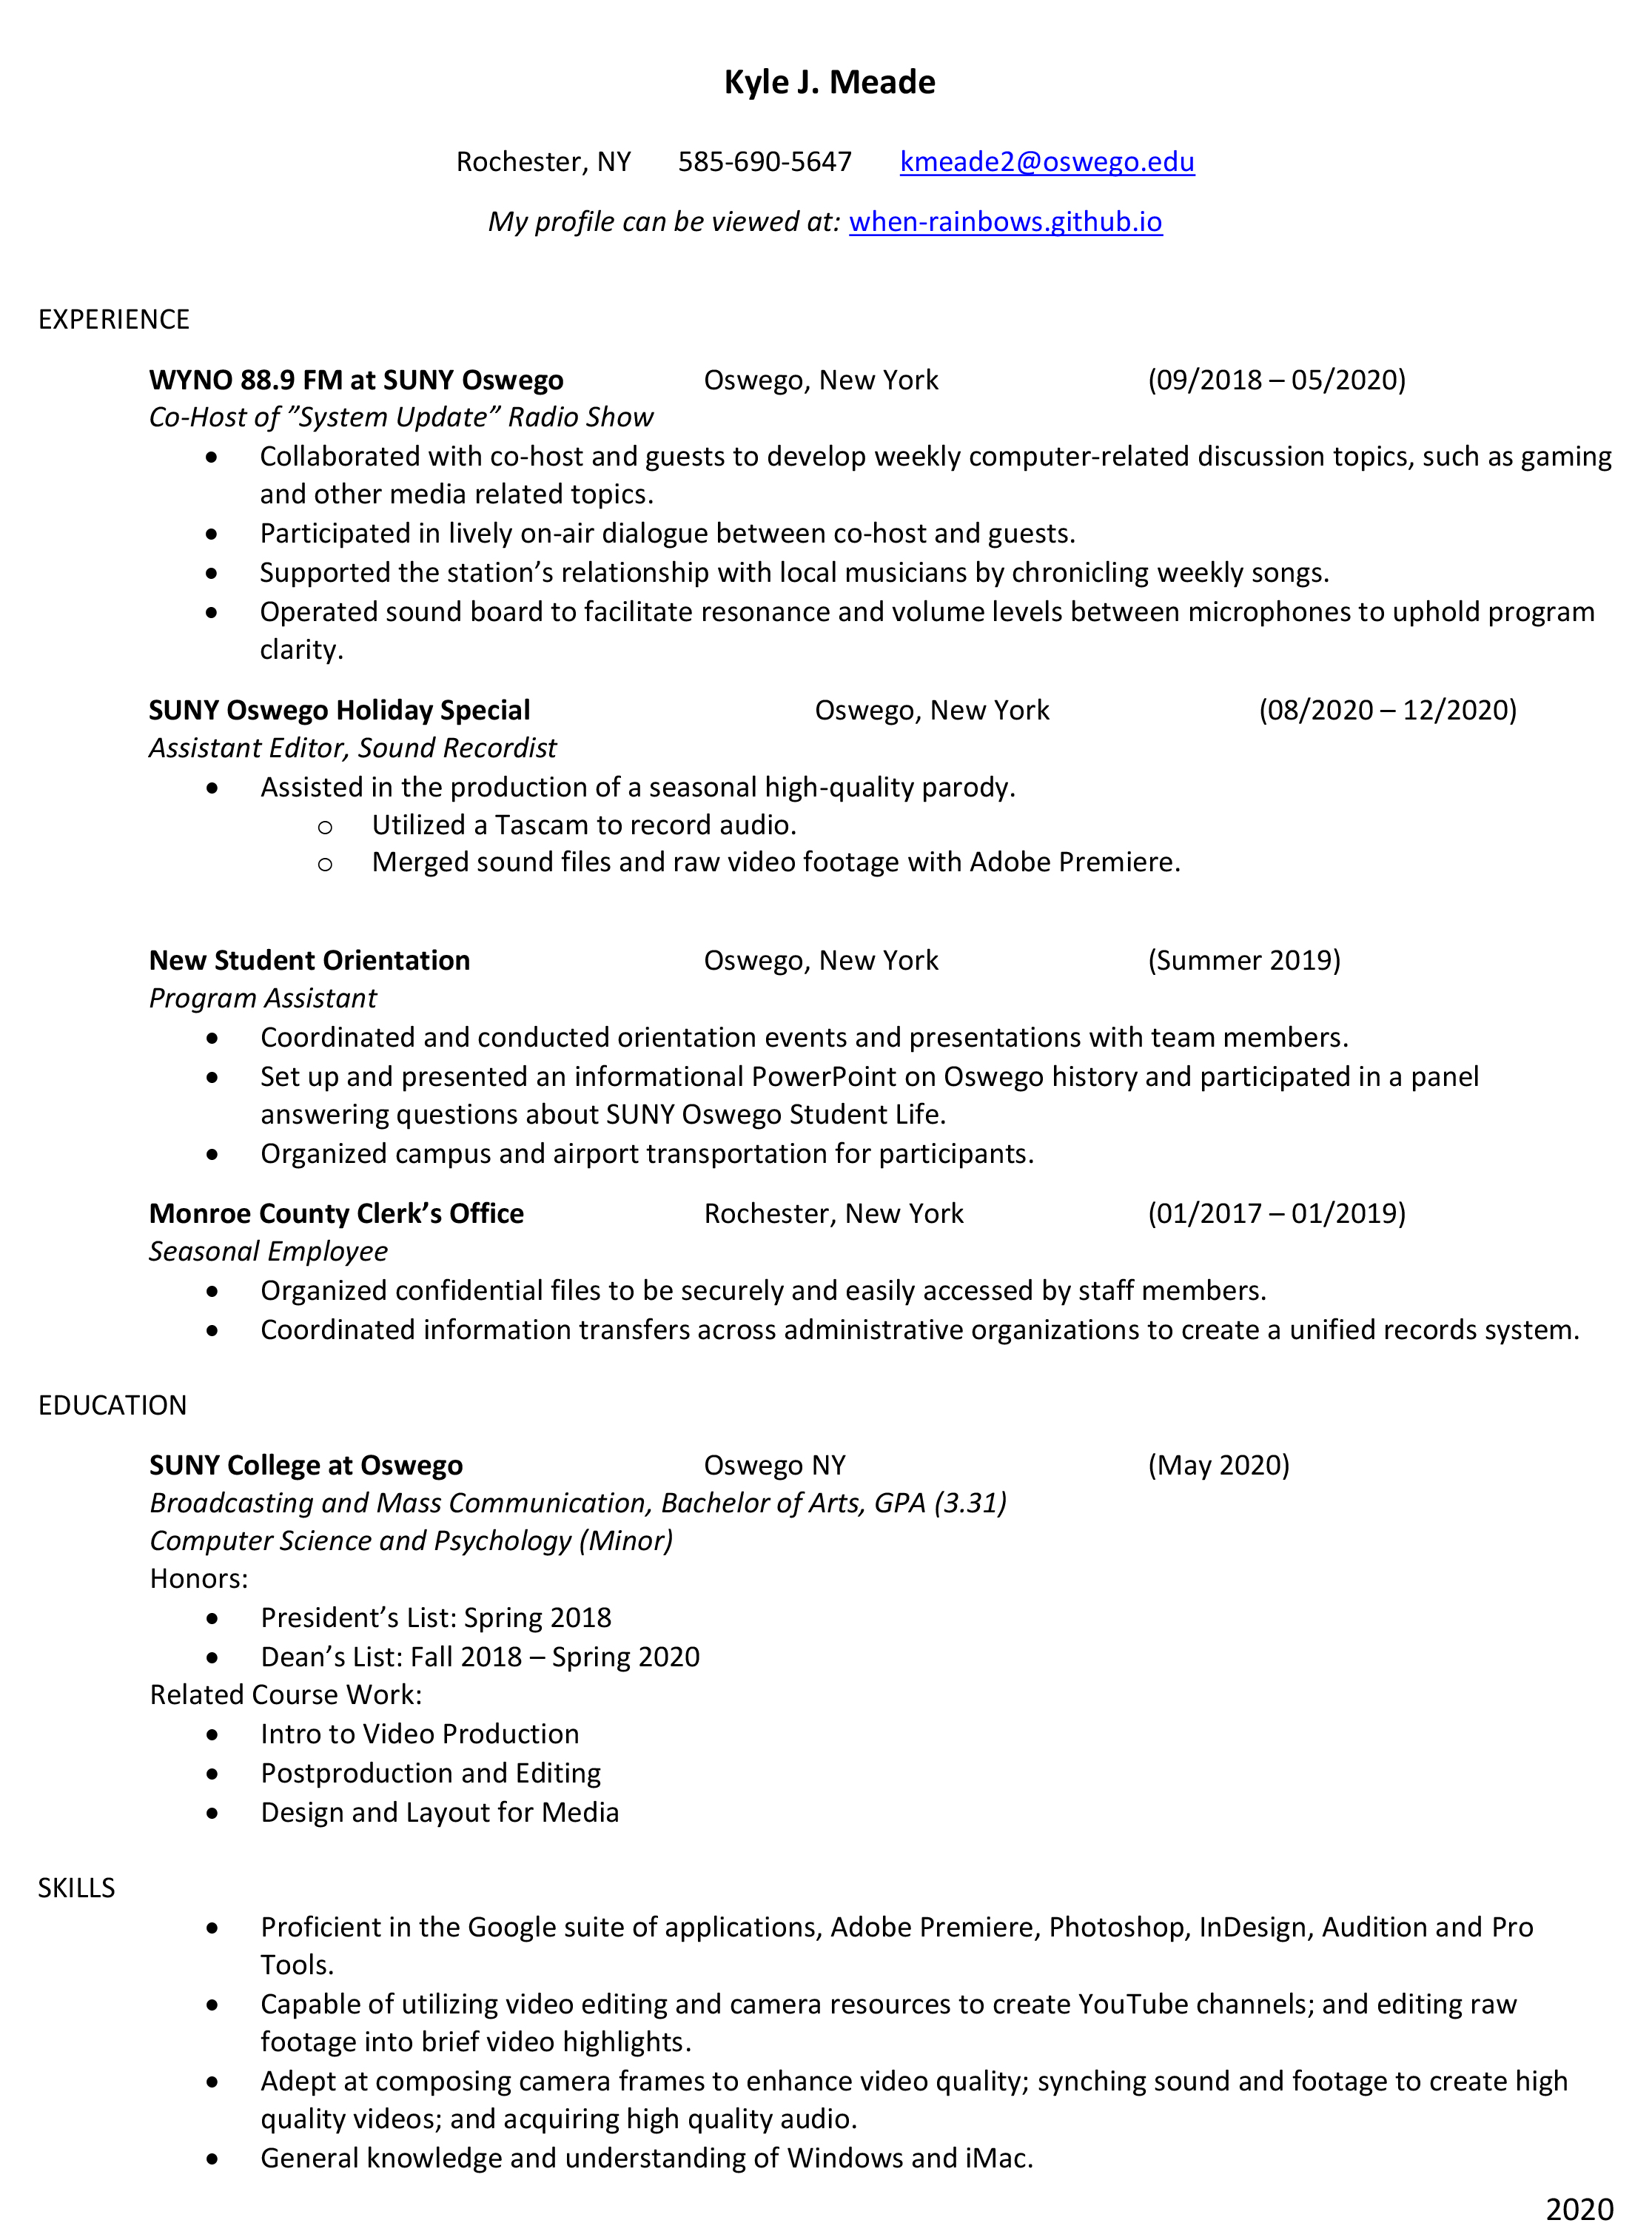 Kyle J. Meade
Rochester, NY 585-690-5647 kmeade2@oswego.edu
My profile can be viewed at: when-rainbows.github.io
EXPERIENCE
WYNO 88.9 FM at SUNY Oswego Oswego, New York (09/2018 – 05/2020)
Co-Host of ”System Update” Radio Show
• Collaborated with co-host and guests to develop weekly computer-related discussion topics, such as gaming
and other media related topics.
• Participated in lively on-air dialogue between co-host and guests.
• Supported the station’s relationship with local musicians by chronicling weekly songs.
• Operated sound board to facilitate resonance and volume levels between microphones to uphold program
clarity.
SUNY Oswego Holiday Special Oswego, New York (08/2020 – 12/2020)
Assistant Editor, Sound Recordist
• Assisted in the production of a seasonal high-quality parody.
o Utilized a Tascam to record audio.
o Merged sound files and raw video footage with Adobe Premiere.
New Student Orientation Oswego, New York (Summer 2019)
Program Assistant
• Coordinated and conducted orientation events and presentations with team members.
• Set up and presented an informational PowerPoint on Oswego history and participated in a panel
answering questions about SUNY Oswego Student Life.
• Organized campus and airport transportation for participants.
Monroe County Clerk’s Office Rochester, New York (01/2017 – 01/2019)
Seasonal Employee
• Organized confidential files to be securely and easily accessed by staff members.
• Coordinated information transfers across administrative organizations to create a unified records system.
EDUCATION
SUNY College at Oswego Oswego NY (May 2020)
Broadcasting and Mass Communication, Bachelor of Arts, GPA (3.31)
Computer Science and Psychology (Minor)
Honors:
• President’s List: Spring 2018
• Dean’s List: Fall 2018 – Spring 2020
Related Course Work:
• Intro to Video Production
• Postproduction and Editing
• Design and Layout for Media
SKILLS
• Proficient in the Google suite of applications, Adobe Premiere, Photoshop, InDesign, Audition and Pro
Tools.
• Capable of utilizing video editing and camera resources to create YouTube channels; and editing raw
footage into brief video highlights.
• Adept at composing camera frames to enhance video quality; synching sound and footage to create high
quality videos; and acquiring high quality audio.
• General knowledge and understanding of Windows and iMac.
2020